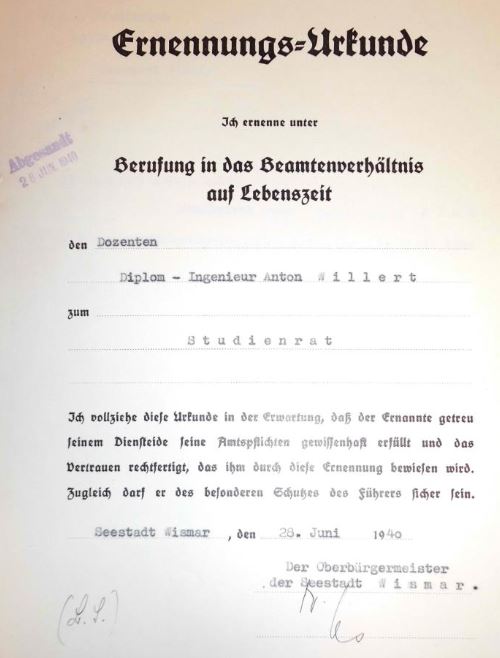 Ernennungs-Urkunde
Ich ernenne unter
Abgesandt
28 JUN. 1940
Berufung in das Beamtenverhältnis
auf Lebenszeit
den Dozenten
Diplom - Ingenieur Anton W i l l e r t
zum
S t u d i e n r a t
Ich vollziehe diese Urkunde in der Erwartung, daß der Ernannte getreu
seinem Diensteide seine Amtspflichten gewissenhaft erfüllt und das
Vertrauen rechtfertigt, das ihm durch diese Ernennung bewiesen wird.
Zugleich darf er des besonderen Schutzes des Führers sicher sein.
Seestadt Wismar , den 28. Juni 1940
Der Oberbürgermeister
der Seestadt W i s m a r .
(L.S.)